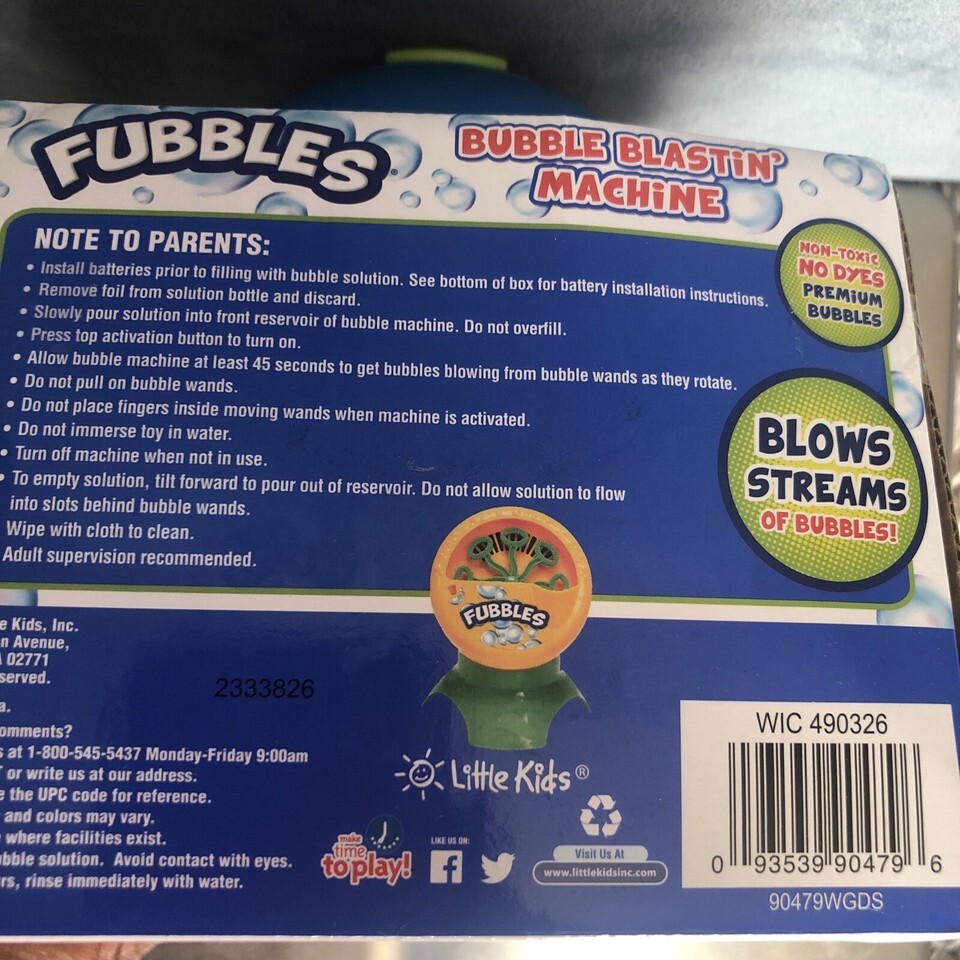 FUBBLES
BUBBLE BLASTiN'
MACHiNE
NOTE TO PARENTS:
• Install batteries prior to filling with bubble solution. See bottom of box for battery installation instructions.
• Remove foil from solution bottle and discard.
• Slowly pour solution into front reservoir of bubble machine. Do not overfill.
• Press top activation button to turn on.
• Allow bubble machine at least 45 seconds to get bubbles blowing from bubble wands as they rotate.
• Do not pull on bubble wands.
• Do not place fingers inside moving wands when machine is activated.
• Do not immerse toy in water.
• Turn off machine when not in use.
• To empty solution, tilt forward to pour out of reservoir. Do not allow solution to flow
into slots behind bubble wands.
Wipe with cloth to clean.
Adult supervision recommended.
NON-TOXiC
NO DYES
PREMiUM
BUBBLES
BLOWS
STREAMS
OF BUBBLES!
FUBBLES
e Kids, Inc.
n Avenue,
02771
served.
a.
omments?
s at 1-800-545-5437 Monday-Friday 9:00am
or write us at our address.
e the UPC code for reference.
and colors may vary.
where facilities exist.
ubble solution. Avoid contact with eyes.
rs, rinse immediately with water.
2333826
Little Kids®
make
time
to play!
LIKE US ON:
Visit Us At
www.littlekidsinc.com
WIC 490326
0 93539 90479 6
90479WGDS